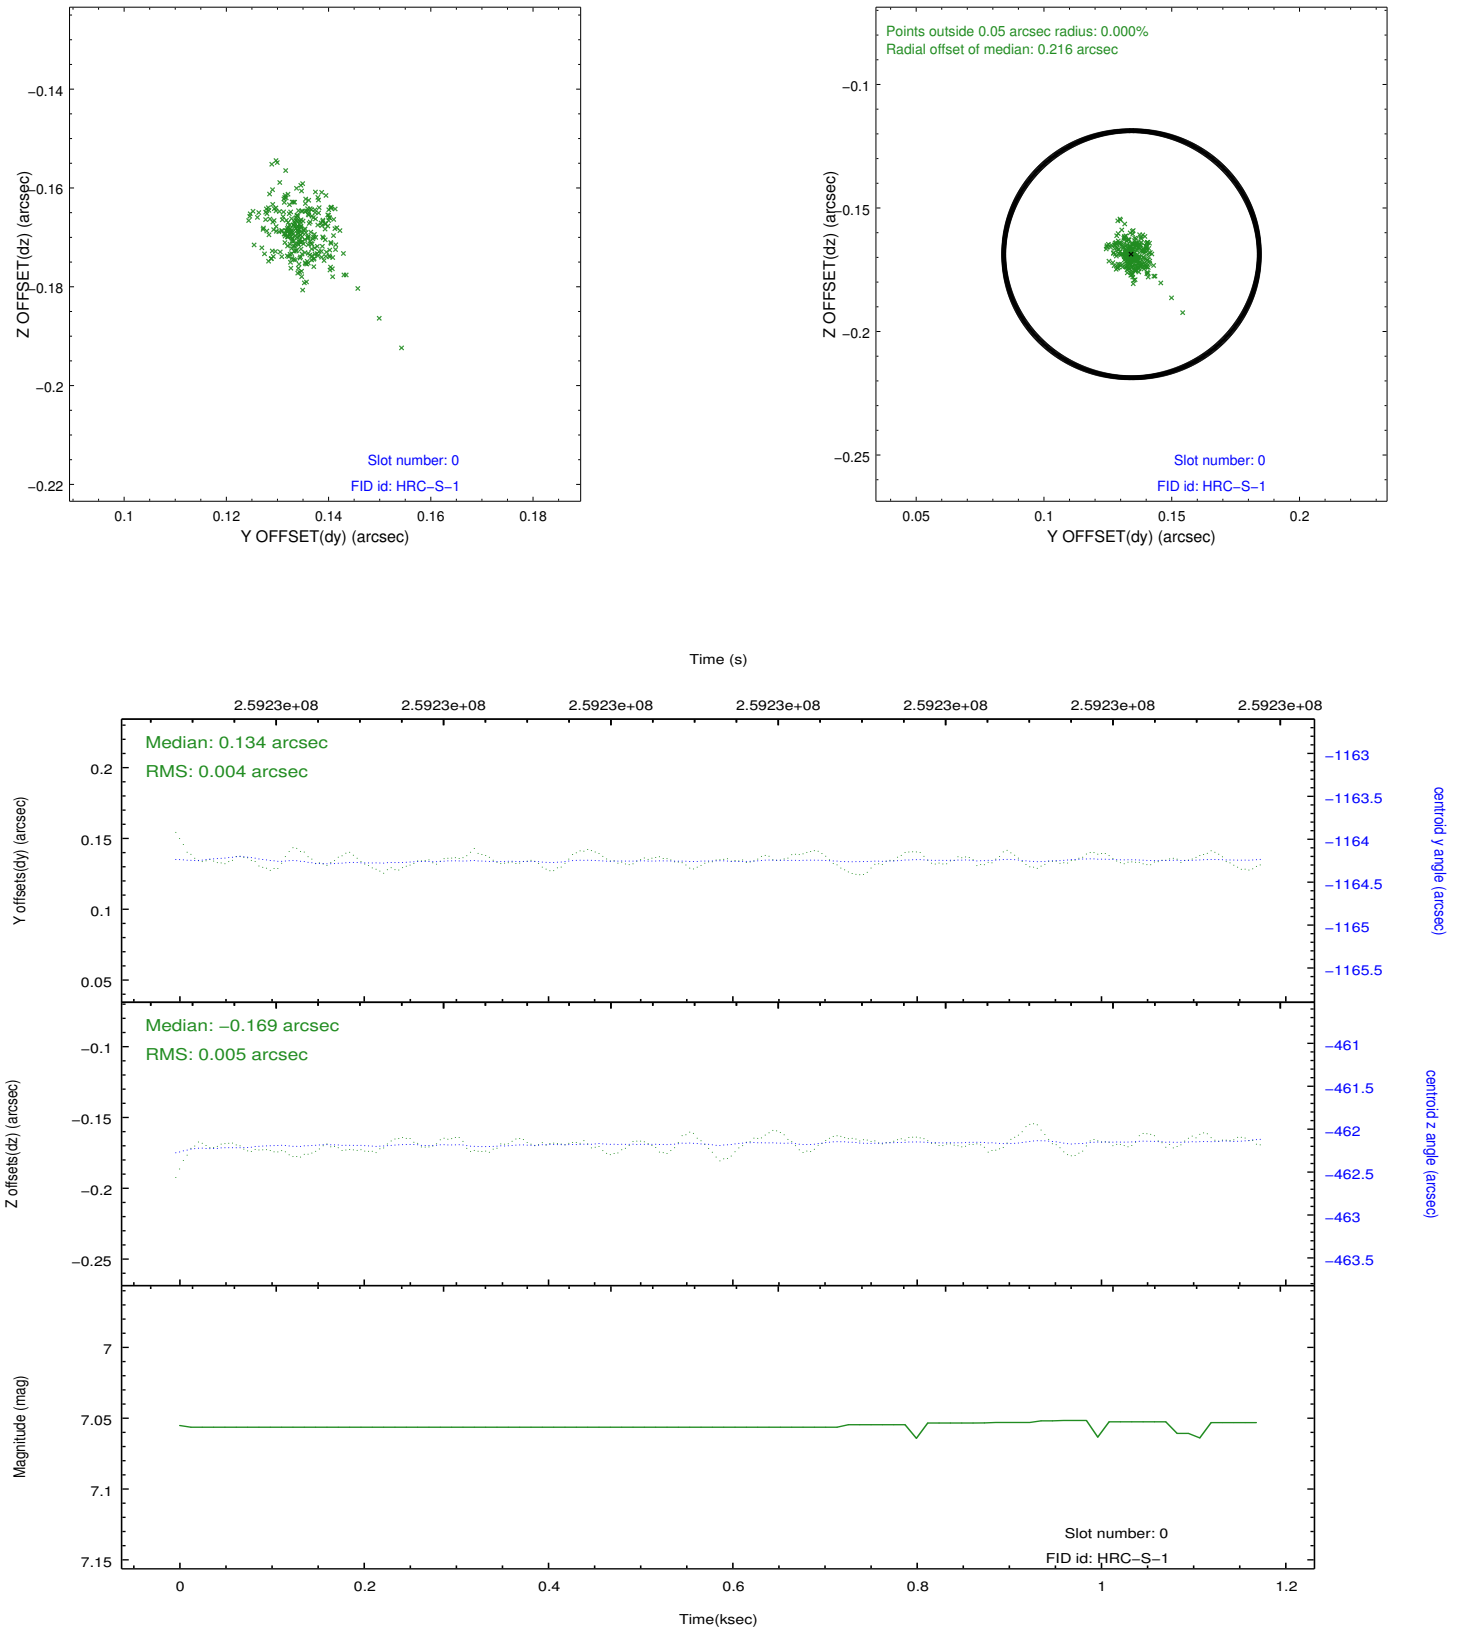 −0.14
−0.16
−0.18
−0.2
−0.22
Z OFFSET(dz) (arcsec)
Slot number: 0
FID id: HRC−S−1
0.1
0.12
0.14
0.16
0.18
Y OFFSET(dy) (arcsec)
Points outside 0.05 arcsec radius: 0.000%
Radial offset of median: 0.216 arcsec
−0.1
−0.15
−0.2
−0.25
Z OFFSET(dz) (arcsec)
Slot number: 0
FID id: HRC−S−1
0.05
0.1
0.15
0.2
Y OFFSET(dy) (arcsec)
Time (s)
2.5923e+08
2.5923e+08
2.5923e+08
2.5923e+08
2.5923e+08
2.5923e+08
2.5923e+08
Median: 0.134 arcsec
RMS: 0.004 arcsec
0.2
0.15
0.1
0.05
Y offsets(dy) (arcsec)
−1163
−1163.5
−1164
−1164.5
−1165
−1165.5
centroid y angle (arcsec)
Median: −0.169 arcsec
RMS: 0.005 arcsec
−0.1
−0.15
−0.2
−0.25
Z offsets(dz) (arcsec)
−461
−461.5
−462
−462.5
−463
−463.5
centroid z angle (arcsec)
7
7.05
7.1
7.15
Magnitude (mag)
Slot number: 0
FID id: HRC−S−1
0
0.2
0.4
0.6
0.8
1
1.2
Time(ksec)